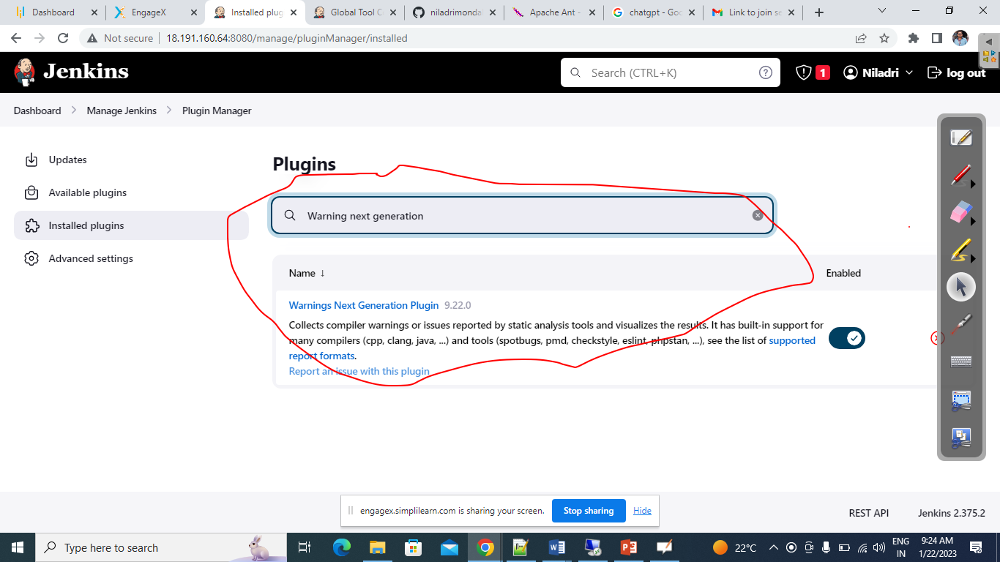 Dashboard
EngageX
Installed plug
Global Tool C
niladrimonda
Apache Ant -
chatgpt - Goo
Link to join se
Not secure
18.191.160.64:8080/manage/pluginManager/installed
Jenkins
Search (CTRL+K)
1
Niladri
log out
Dashboard
Manage Jenkins
Plugin Manager
Updates
Available plugins
Installed plugins
Advanced settings
Plugins
Warning next generation
Name ↓
Enabled
Warnings Next Generation Plugin 9.22.0
Collects compiler warnings or issues reported by static analysis tools and visualizes the results. It has built-in support for
many compilers (cpp, clang, java, ...) and tools (spotbugs, pmd, checkstyle, eslint, phpstan, ...), see the list of supported
report formats.
Report an issue with this plugin
engagex.simplilearn.com is sharing your screen.
Stop sharing
Hide
REST API
Jenkins 2.375.2
Type here to search
22°C
ENG
IN
9:24 AM
1/22/2023